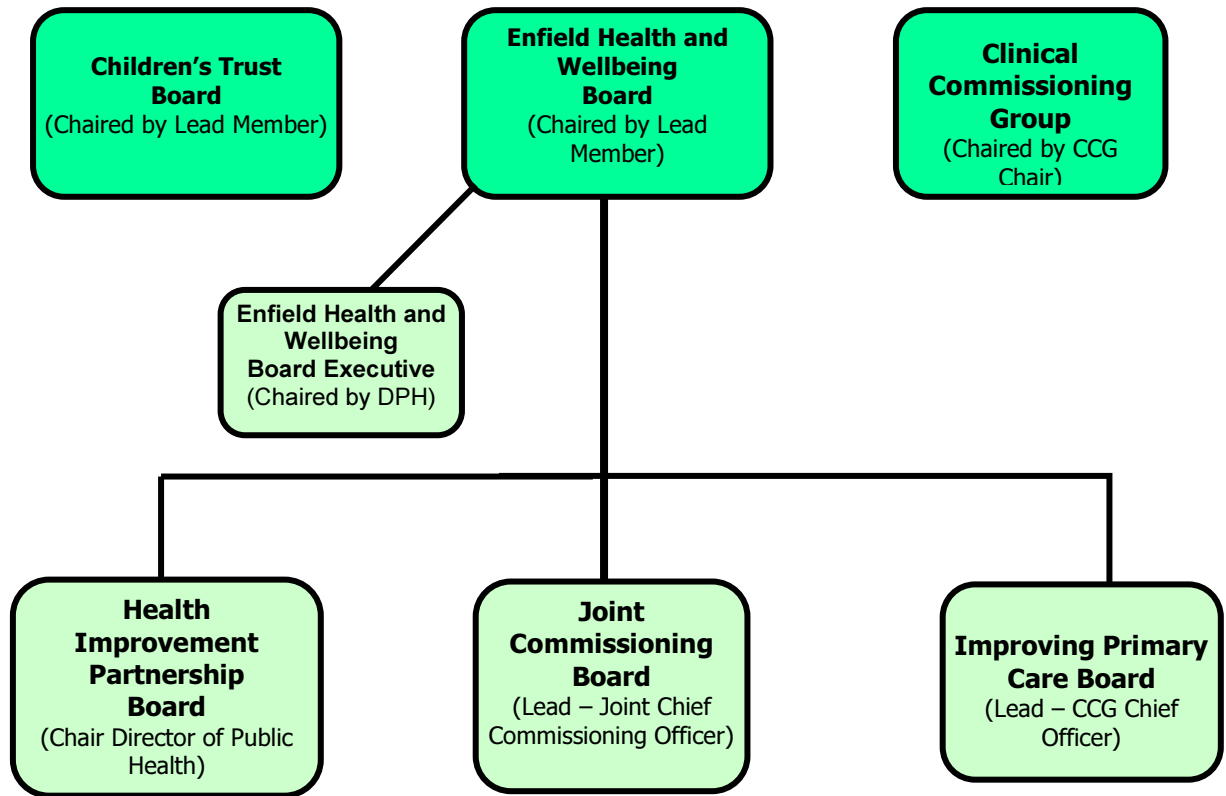 Children's Trust
Board
(Chaired by Lead Member)
Enfield Health and
Wellbeing
Board
(Chaired by Lead
Member)
Clinical
Commissioning
Group
(Chaired by CCG
Chair)
Enfield Health and
Wellbeing
Board Executive
(Chaired by DPH)
Health
Improvement
Partnership
Board
(Chair Director of Public
Health)
Joint
Commissioning
Board
(Lead – Joint Chief
Commissioning Officer)
Improving Primary
Care Board
(Lead – CCG Chief
Officer)